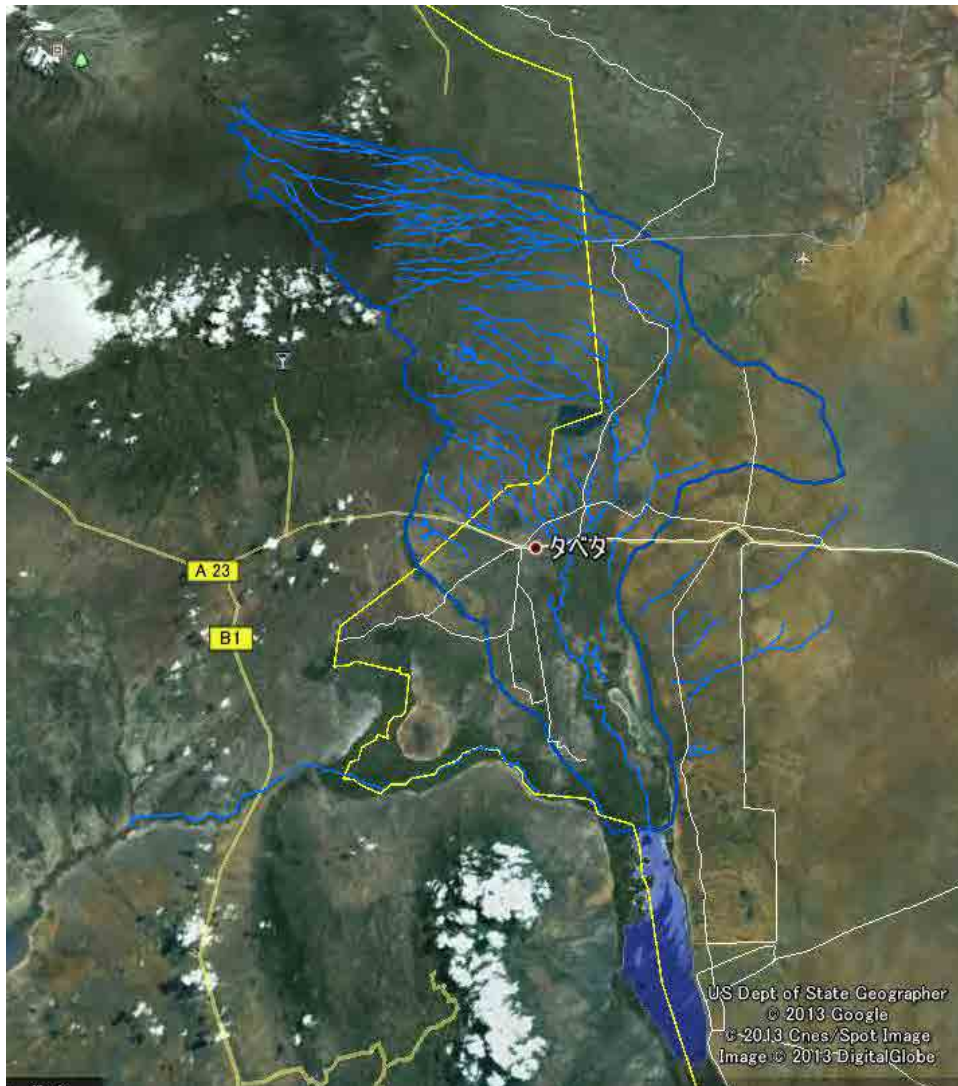 A 23
タベタ
B1
US Dept of State Geographer
© 2013 Google
© 2013 Cnes/Spot Image
Image © 2013 DigitalGlobe